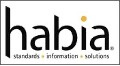 habia®
standards • information • solutions